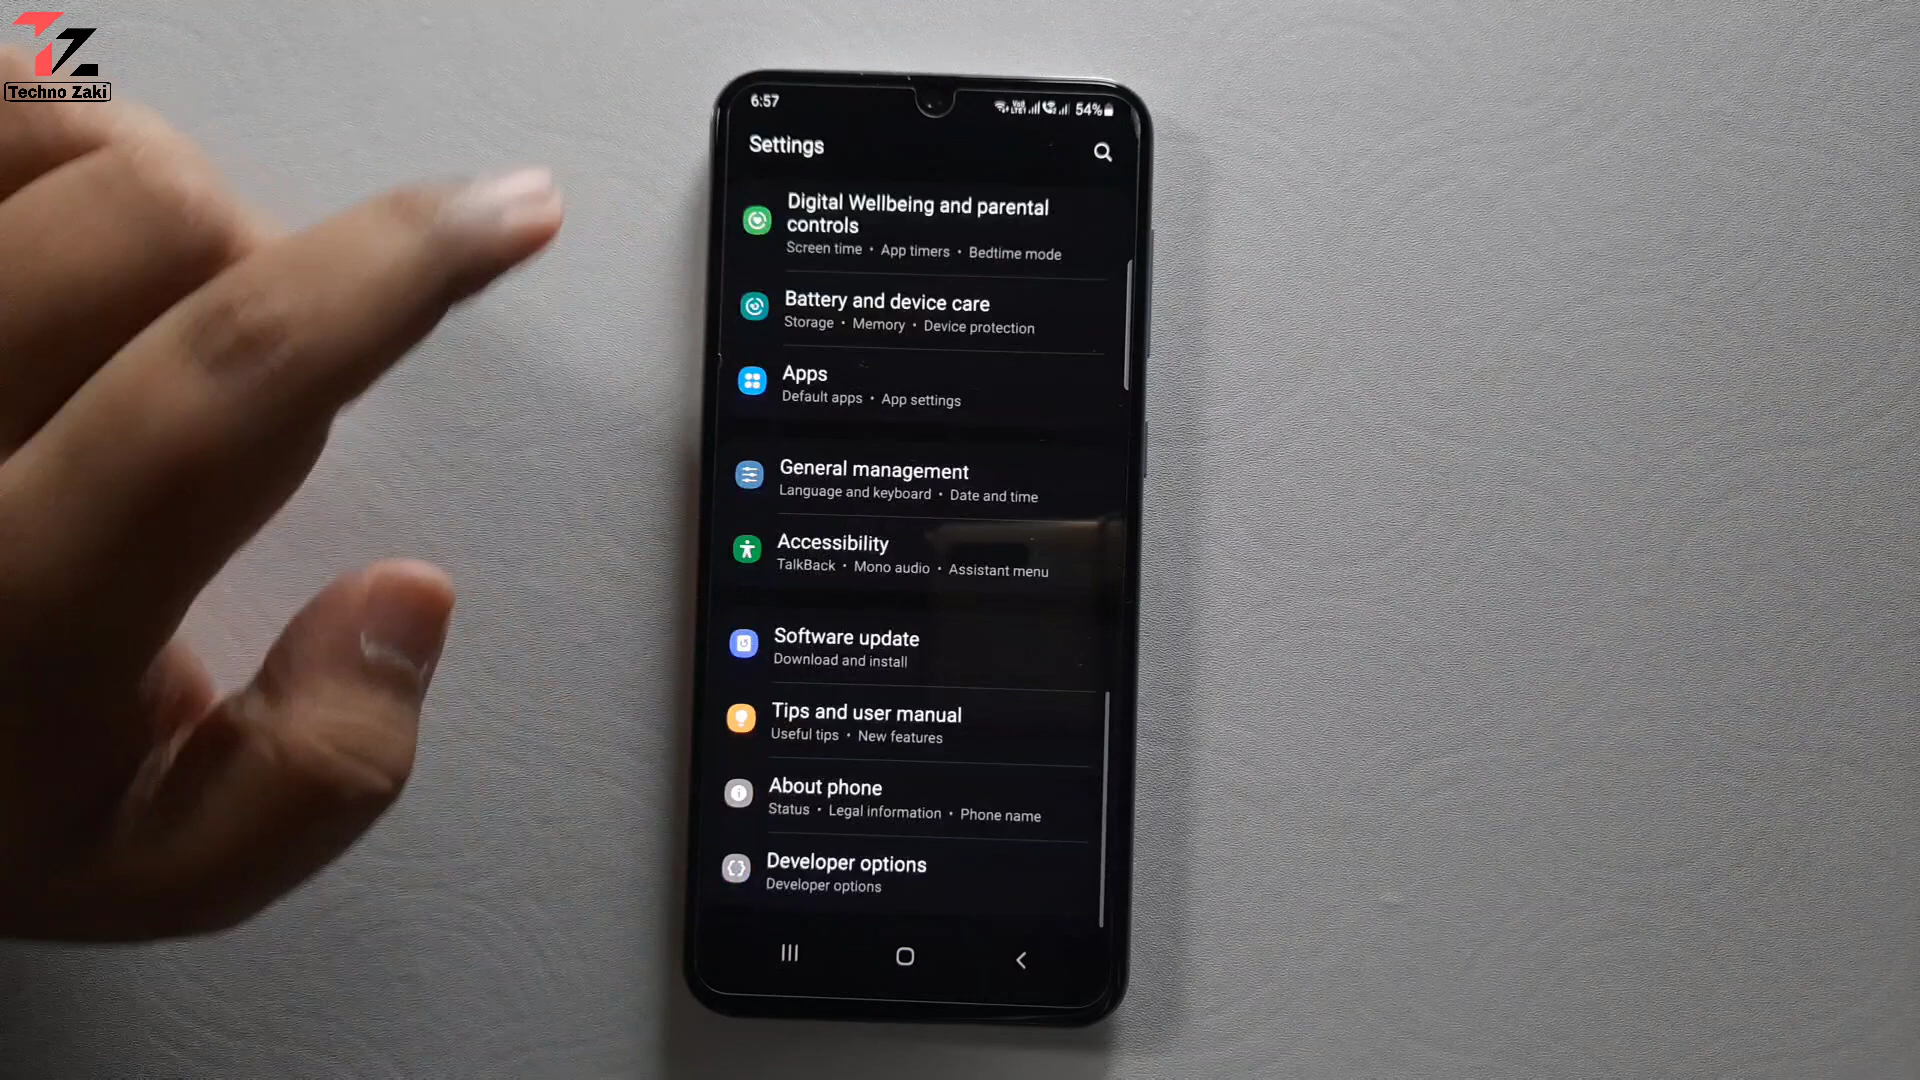 TZ
Techno Zaki
6:57
54%
Settings
Digital Wellbeing and parental
controls
Screen time • App timers • Bedtime mode
Battery and device care
Storage • Memory • Device protection
Apps
Default apps • App settings
General management
Language and keyboard • Date and time
Accessibility
TalkBack • Mono audio • Assistant menu
Software update
Download and install
Tips and user manual
Useful tips • New features
About phone
Status • Legal information • Phone name
Developer options
Developer options